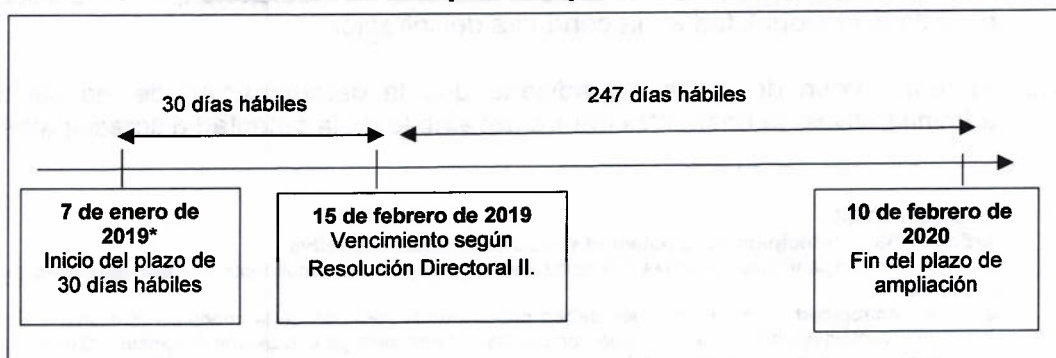 30 días hábiles
247 días hábiles
7 de enero de
2019*
Inicio del plazo de
30 días hábiles
15 de febrero de 2019
Vencimiento según
Resolución Directoral II.
10 de febrero de
2020
Fin del plazo de
ampliación